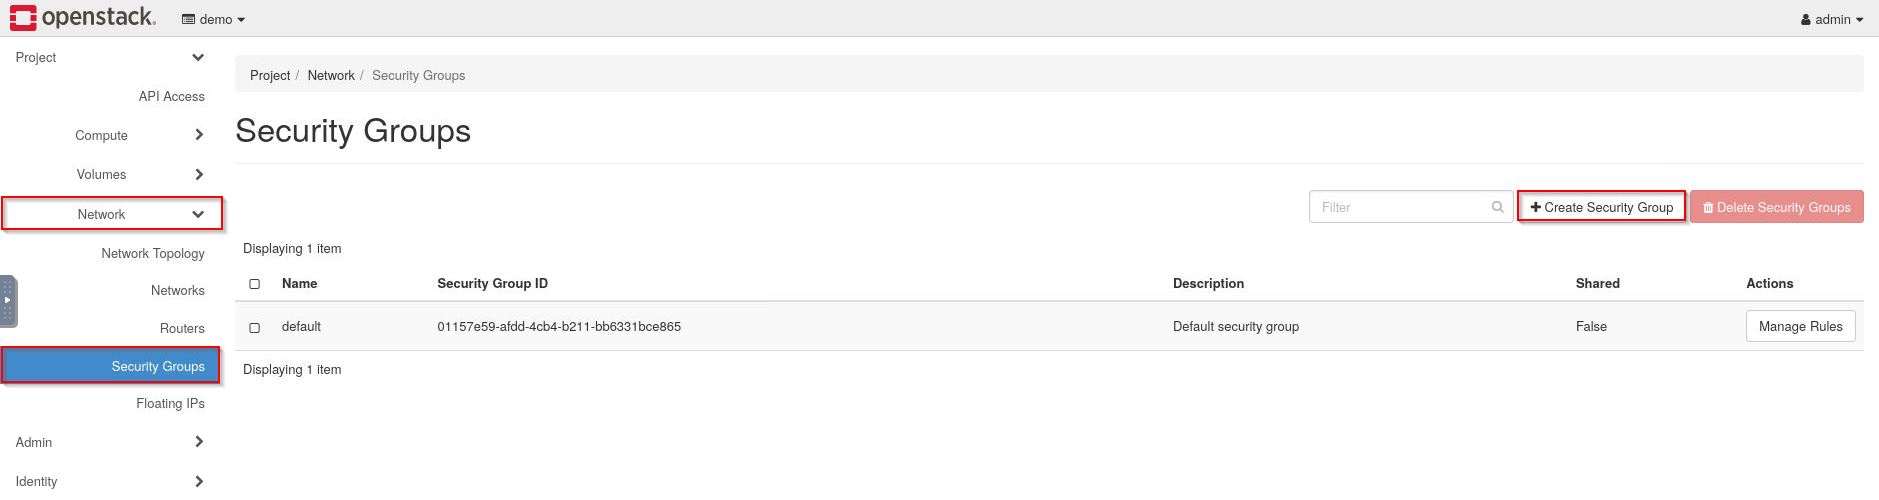 openstack. demo admin
Project
API Access
Compute
Volumes
Network
Network Topology
Networks
Routers
Security Groups
Floating IPs
Admin
Identity
Project / Network / Security Groups
Security Groups
Filter Create Security Group Delete Security Groups
Displaying 1 item
Name Security Group ID Description Shared Actions
default 01157e59-afdd-4cb4-b211-bb6331bce865 Default security group False Manage Rules
Displaying 1 item